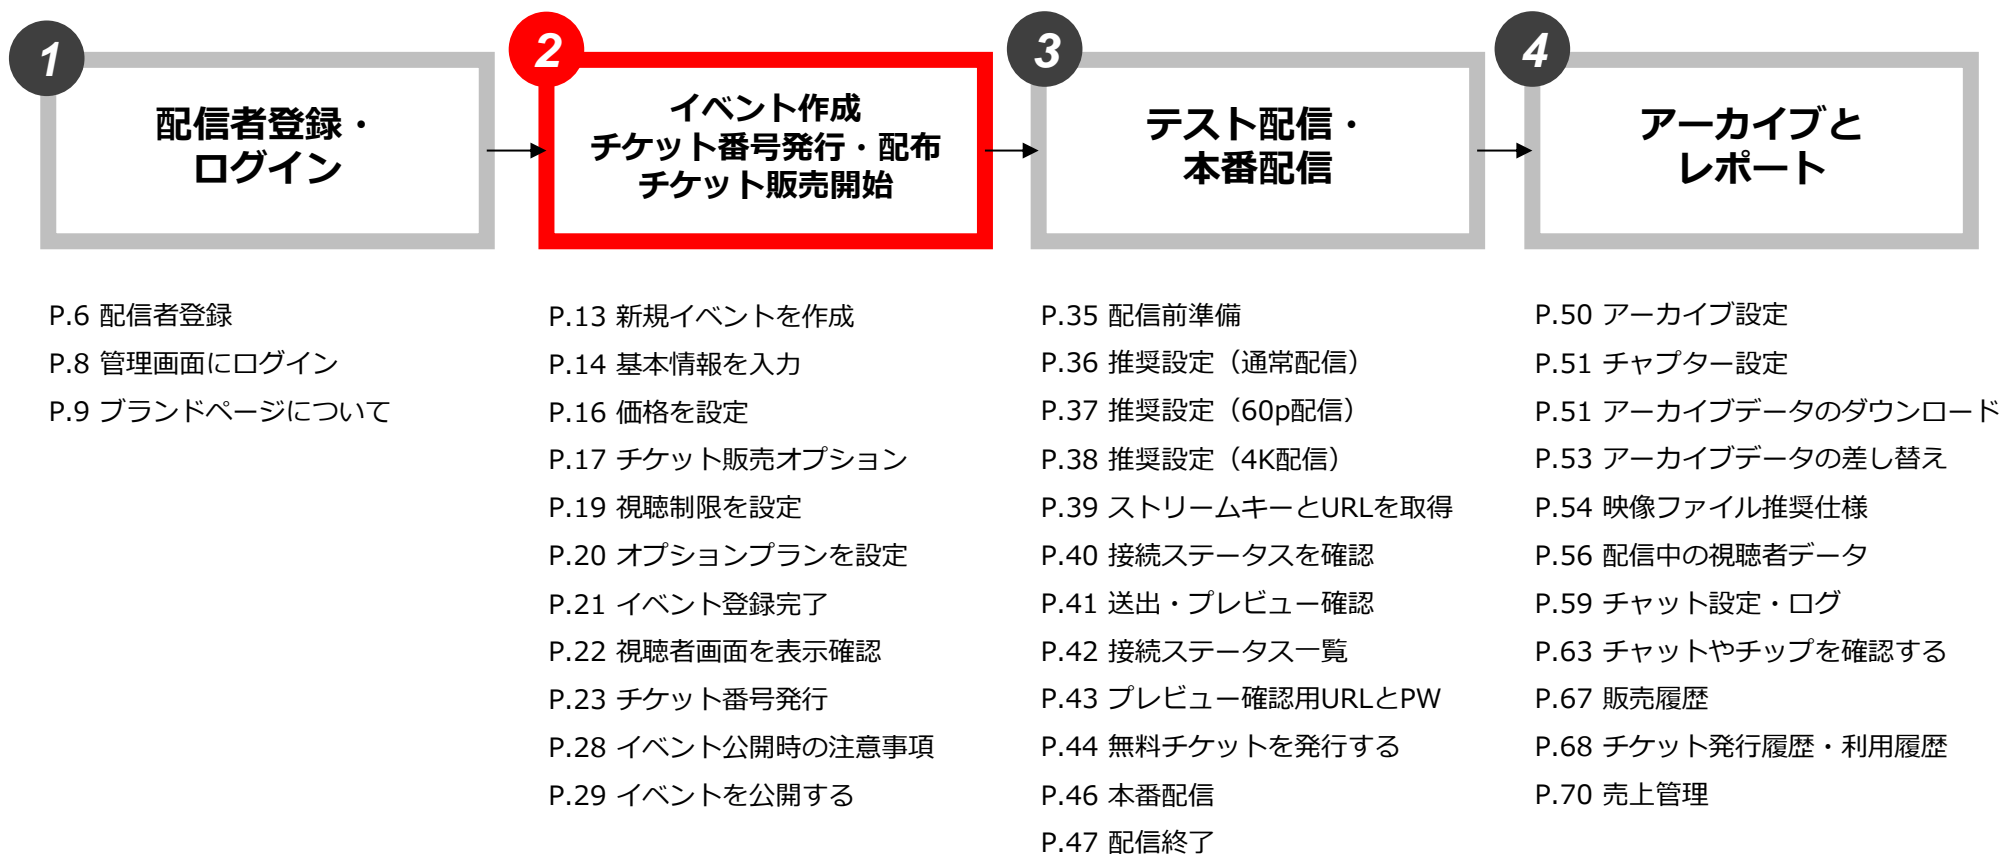 1
配信者登録・
ログイン
P.6 配信者登録
P.8 管理画面にログイン
P.9 ブランドページについて
2
イベント作成
チケット番号発行・配布
チケット販売開始
P.13 新規イベントを作成
P.14 基本情報を入力
P.16 価格を設定
P.17 チケット販売オプション
P.19 視聴制限を設定
P.20 オプションプランを設定
P.21 イベント登録完了
P.22 視聴者画面を表示確認
P.23 チケット番号発行
P.28 イベント公開時の注意事項
P.29 イベントを公開する
3
テスト配信・
本番配信
P.35 配信前準備
P.36 推奨設定（通常配信）
P.37 推奨設定（60p配信）
P.38 推奨設定（4K配信）
P.39 ストリームキーとURLを取得
P.40 接続ステータスを確認
P.41 送出・プレビュー確認
P.42 接続ステータス一覧
P.43 プレビュー確認用URLとPW
P.44 無料チケットを発行する
P.46 本番配信
P.47 配信終了
4
アーカイブと
レポート
P.50 アーカイブ設定
P.51 チャプター設定
P.51 アーカイブデータのダウンロード
P.53 アーカイブデータの差し替え
P.54 映像ファイル推奨仕様
P.56 配信中の視聴者データ
P.59 チャット設定・ログ
P.63 チャットやチップを確認する
P.67 販売履歴
P.68 チケット発行履歴・利用履歴
P.70 売上管理